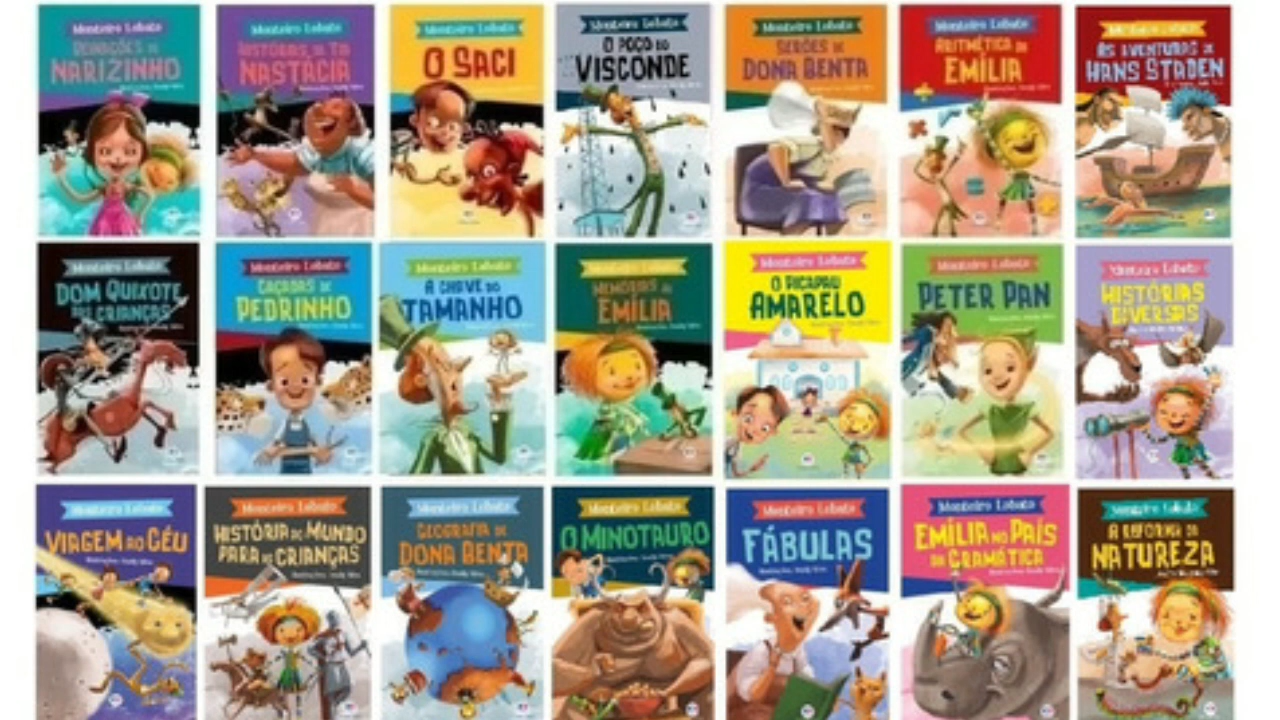 Monteiro Lobato
REINAÇÕES DE
NARIZINHO
Monteiro Lobato
HISTÓRIAS DE TIA
NASTÁCIA
Monteiro Lobato
O SACI
Monteiro Lobato
O POÇO DO
VISCONDE
Monteiro Lobato
SERÕES DE
DONA BENTA
Monteiro Lobato
ARITMÉTICA DA
EMÍLIA
Monteiro Lobato
AS AVENTURAS DE
HANS STADEN
Monteiro Lobato
DOM QUIXOTE
DAS CRIANÇAS
Monteiro Lobato
CAÇADAS DE
PEDRINHO
Monteiro Lobato
A CHAVE DO
TAMANHO
Monteiro Lobato
MEMÓRIAS DA
EMÍLIA
Monteiro Lobato
O PICAPAU
AMARELO
Monteiro Lobato
PETER PAN
Monteiro Lobato
HISTÓRIAS
DIVERSAS
Monteiro Lobato
VIAGEM AO CÉU
Monteiro Lobato
HISTÓRIA DO MUNDO
PARA AS CRIANÇAS
Monteiro Lobato
GEOGRAFIA DE
DONA BENTA
Monteiro Lobato
O MINOTAURO
Monteiro Lobato
FÁBULAS
Monteiro Lobato
EMÍLIA NO PAÍS
DA GRAMÁTICA
Monteiro Lobato
A REFORMA DA
NATUREZA